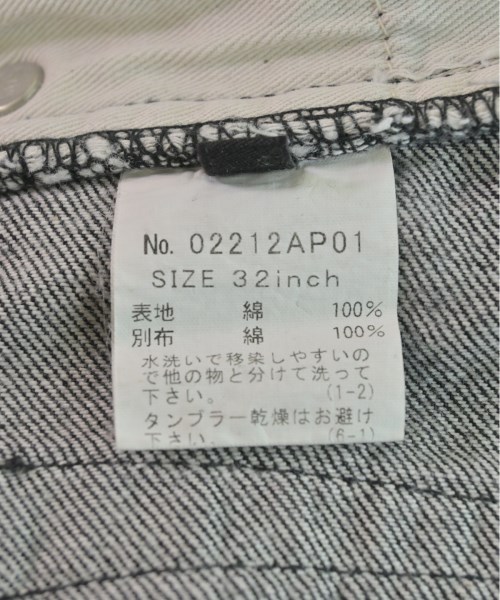 No. 02212AP01
SIZE 32inch
表地 綿 100%
別布 綿 100%
水洗いで移染しやすいの
で他の物と分けて洗って
下さい。 (1-2)
タンブラー乾燥はお避け
下さい。 (6-1)